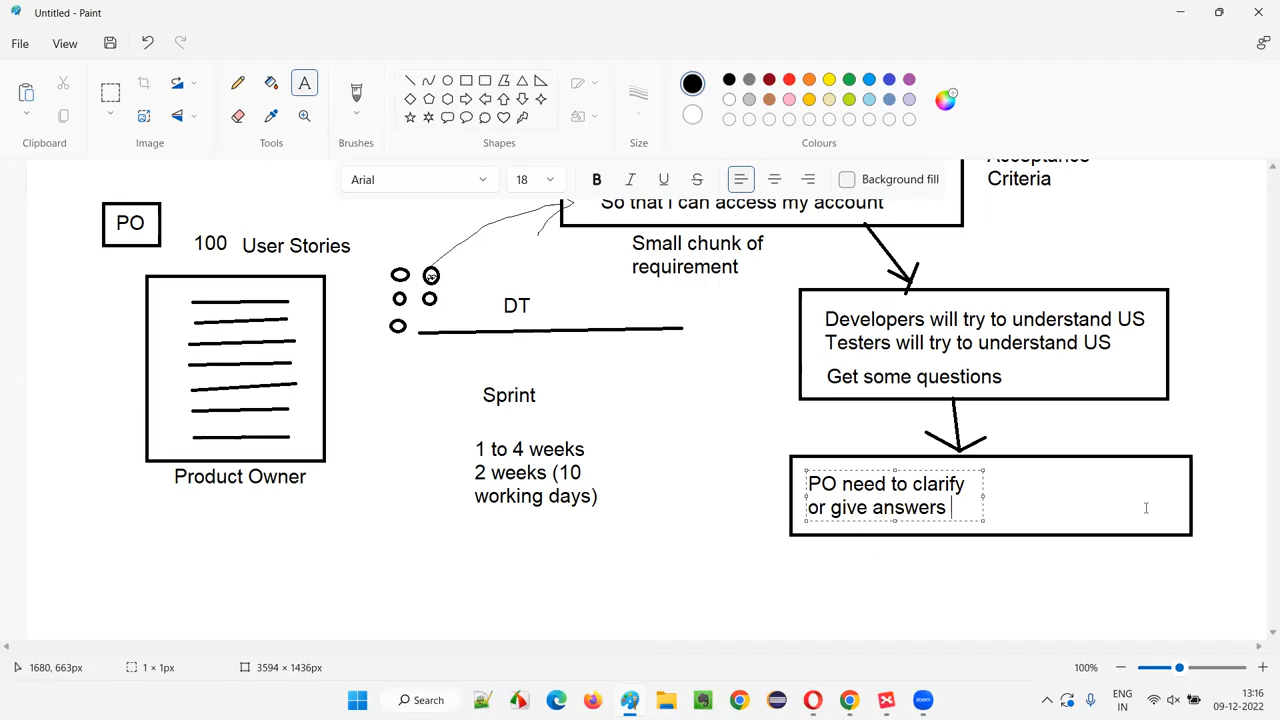 Untitled - Paint
File
View
Clipboard
Image
Tools
Brushes
Shapes
Size
Colours
Arial
18
Background fill
Acceptance
Criteria
So that I can access my account
PO
100
User Stories
Small chunk of
requirement
DT
Developers will try to understand US
Testers will try to understand US
Get some questions
Sprint
1 to 4 weeks
2 weeks (10
working days)
Product Owner
PO need to clarify
or give answers
1680, 663px
1 × 1px
3594 × 1436px
100%
Search
ENG
IN
13:16
09-12-2022